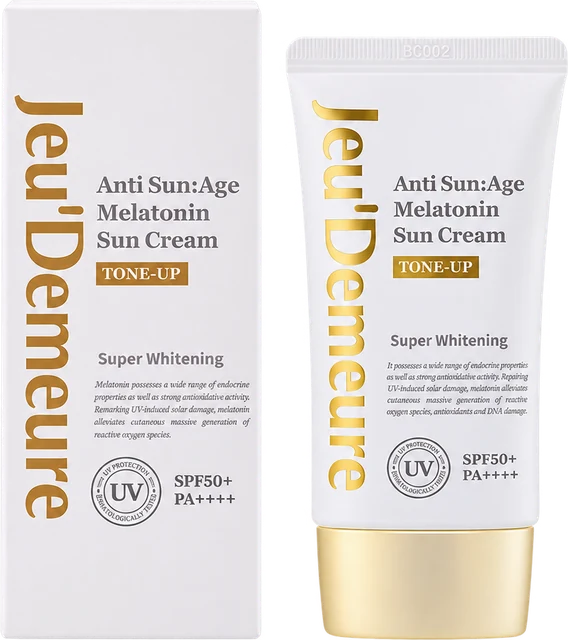 Jeu'Demeure
Anti Sun:Age
Melatonin
Sun Cream
TONE-UP
Super Whitening
Melatonin possesses a wide range of endocrine
properties as well as strong antioxidative activity.
Remarking UV-induced solar damage, melatonin
alleviates cutaneous massive generation of
reactive oxygen species.
UV PROTECTION
UV
DERMATOLOGICALLY TESTED
SPF50+
PA++++
BC002
Jeu'Demeure
Anti Sun:Age
Melatonin
Sun Cream
TONE-UP
Super Whitening
It possesses a wide range of endocrine properties
as well as strong antioxidative activity. Repairing
UV-induced solar damage, melatonin alleviates
cutaneous massive generation of reactive
oxygen species, antioxidants and DNA damage.
UV PROTECTION
UV
DERMATOLOGICALLY TESTED
SPF50+
PA++++